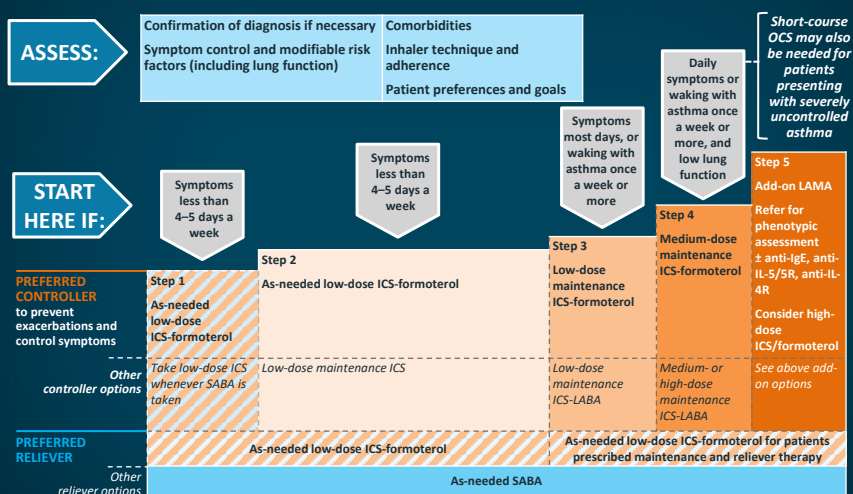 ASSESS:
Confirmation of diagnosis if necessary
Symptom control and modifiable risk
factors (including lung function)
Comorbidities
Inhaler technique and
adherence
Patient preferences and goals
Short-course
OCS may also
be needed for
patients
presenting
with severely
uncontrolled
asthma
START
HERE IF:
Symptoms
less than
4–5 days a
week
Symptoms
less than
4–5 days a
week
Symptoms
most days, or
waking with
asthma once
a week or
more
Daily
symptoms or
waking with
asthma once
a week or
more, and
low lung
function
PREFERRED
CONTROLLER
to prevent
exacerbations and
control symptoms
Step 1
As-needed
low-dose
ICS-formoterol
Step 2
As-needed low-dose ICS-formoterol
Step 3
Low-dose
maintenance
ICS-formoterol
Step 4
Medium-dose
maintenance
ICS-formoterol
Step 5
Add-on LAMA
Refer for
phenotypic
assessment
± anti-IgE, anti-
IL-5/5R, anti-IL-
4R
Consider high-
dose
ICS/formoterol
Other
controller options
Take low-dose ICS
whenever SABA is
taken
Low-dose maintenance ICS
Low-dose
maintenance
ICS-LABA
Medium- or
high-dose
maintenance
ICS-LABA
See above add-
on options
PREFERRED
RELIEVER
As-needed low-dose ICS-formoterol
As-needed low-dose ICS-formoterol for patients
prescribed maintenance and reliever therapy
Other
reliever options
As-needed SABA